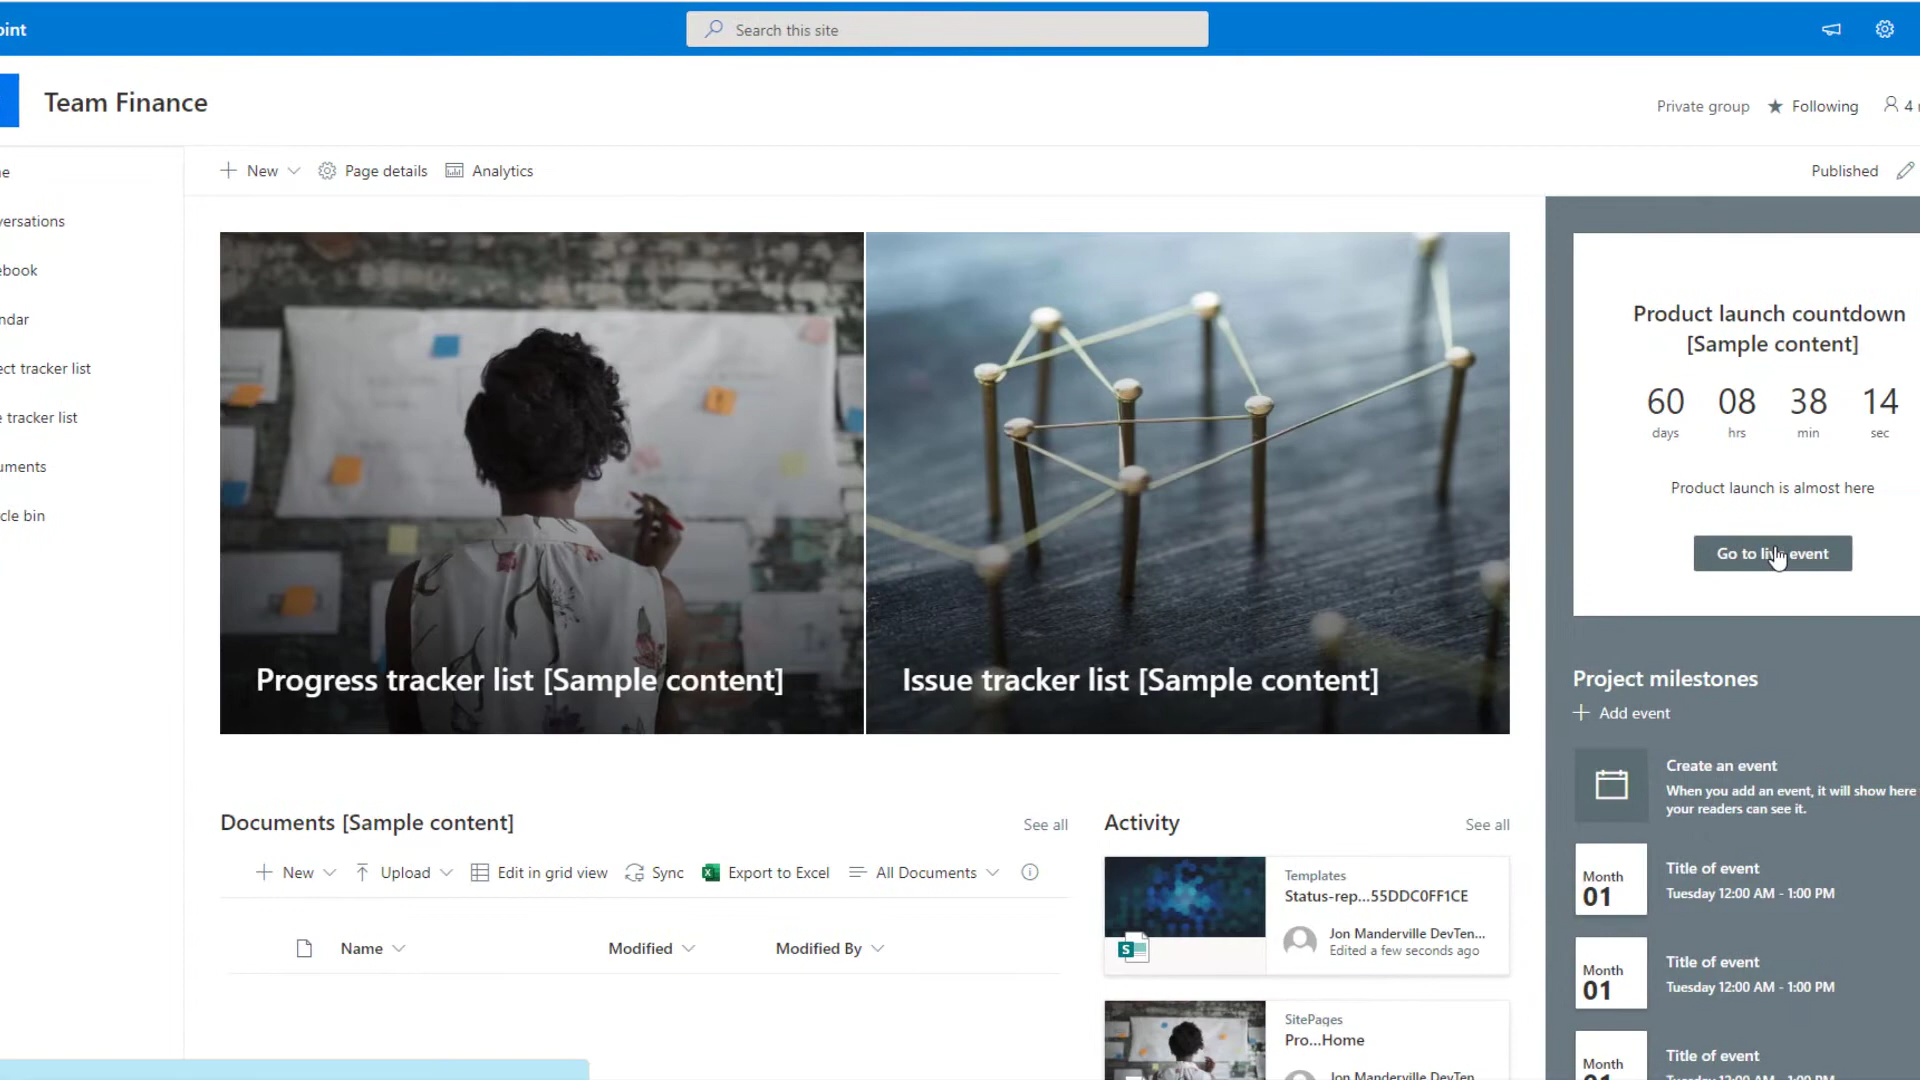 oint
Search this site
Team Finance
Private group
Following
4
New
Page details
Analytics
Published
e
versations
ebook
ndar
ect tracker list
e tracker list
uments
cle bin
Progress tracker list [Sample content]
Issue tracker list [Sample content]
Product launch countdown
[Sample content]
60 08 38 14
days hrs min sec
Product launch is almost here
Go to live event
Project milestones
Add event
Create an event
When you add an event, it will show here
your readers can see it.
Month
01
Title of event
Tuesday 12:00 AM - 1:00 PM
Month
01
Title of event
Tuesday 12:00 AM - 1:00 PM
Month
01
Title of event
Documents [Sample content]
See all
New
Upload
Edit in grid view
Sync
Export to Excel
All Documents
Name
Modified
Modified By
Activity
See all
Templates
Status-rep...55DDC0FF1CE
Jon Manderville DevTen...
Edited a few seconds ago
SitePages
Pro...Home
Jon Manderville DevTen...